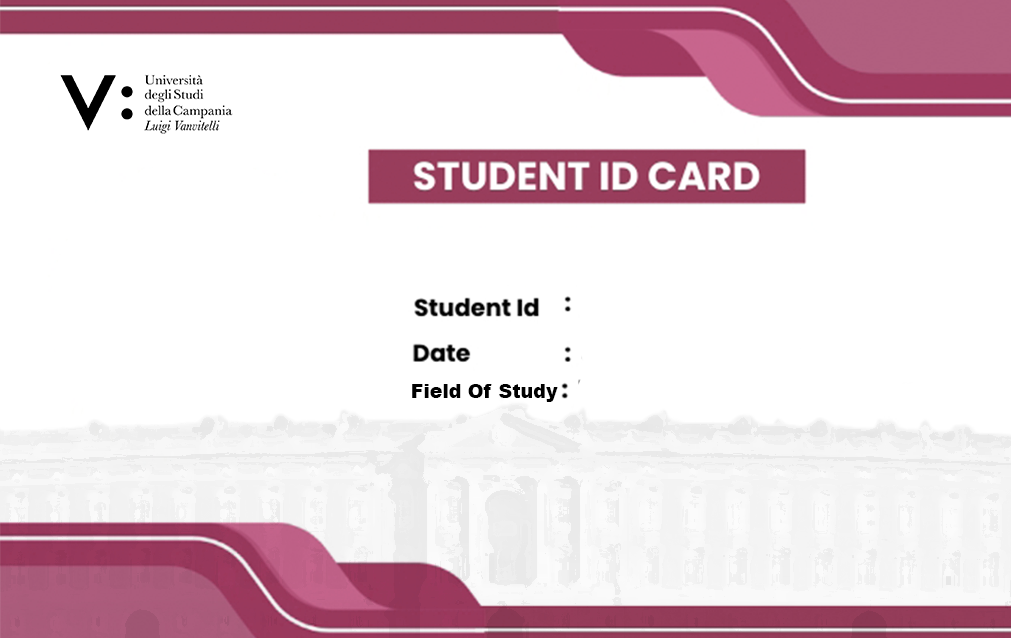 V:
Università
degli Studi
della Campania
Luigi Vanvitelli
STUDENT ID CARD
Student Id :
Date :
Field Of Study :